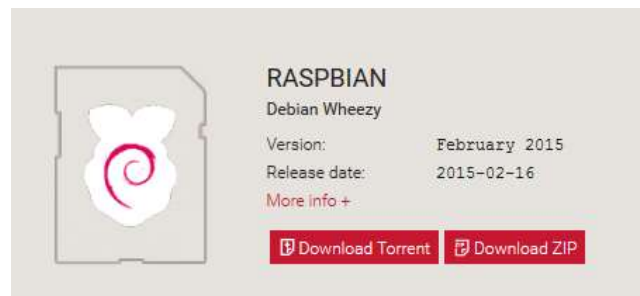 RASPBIAN
Debian Wheezy
Version: February 2015
Release date: 2015-02-16
More info +
Download Torrent Download ZIP